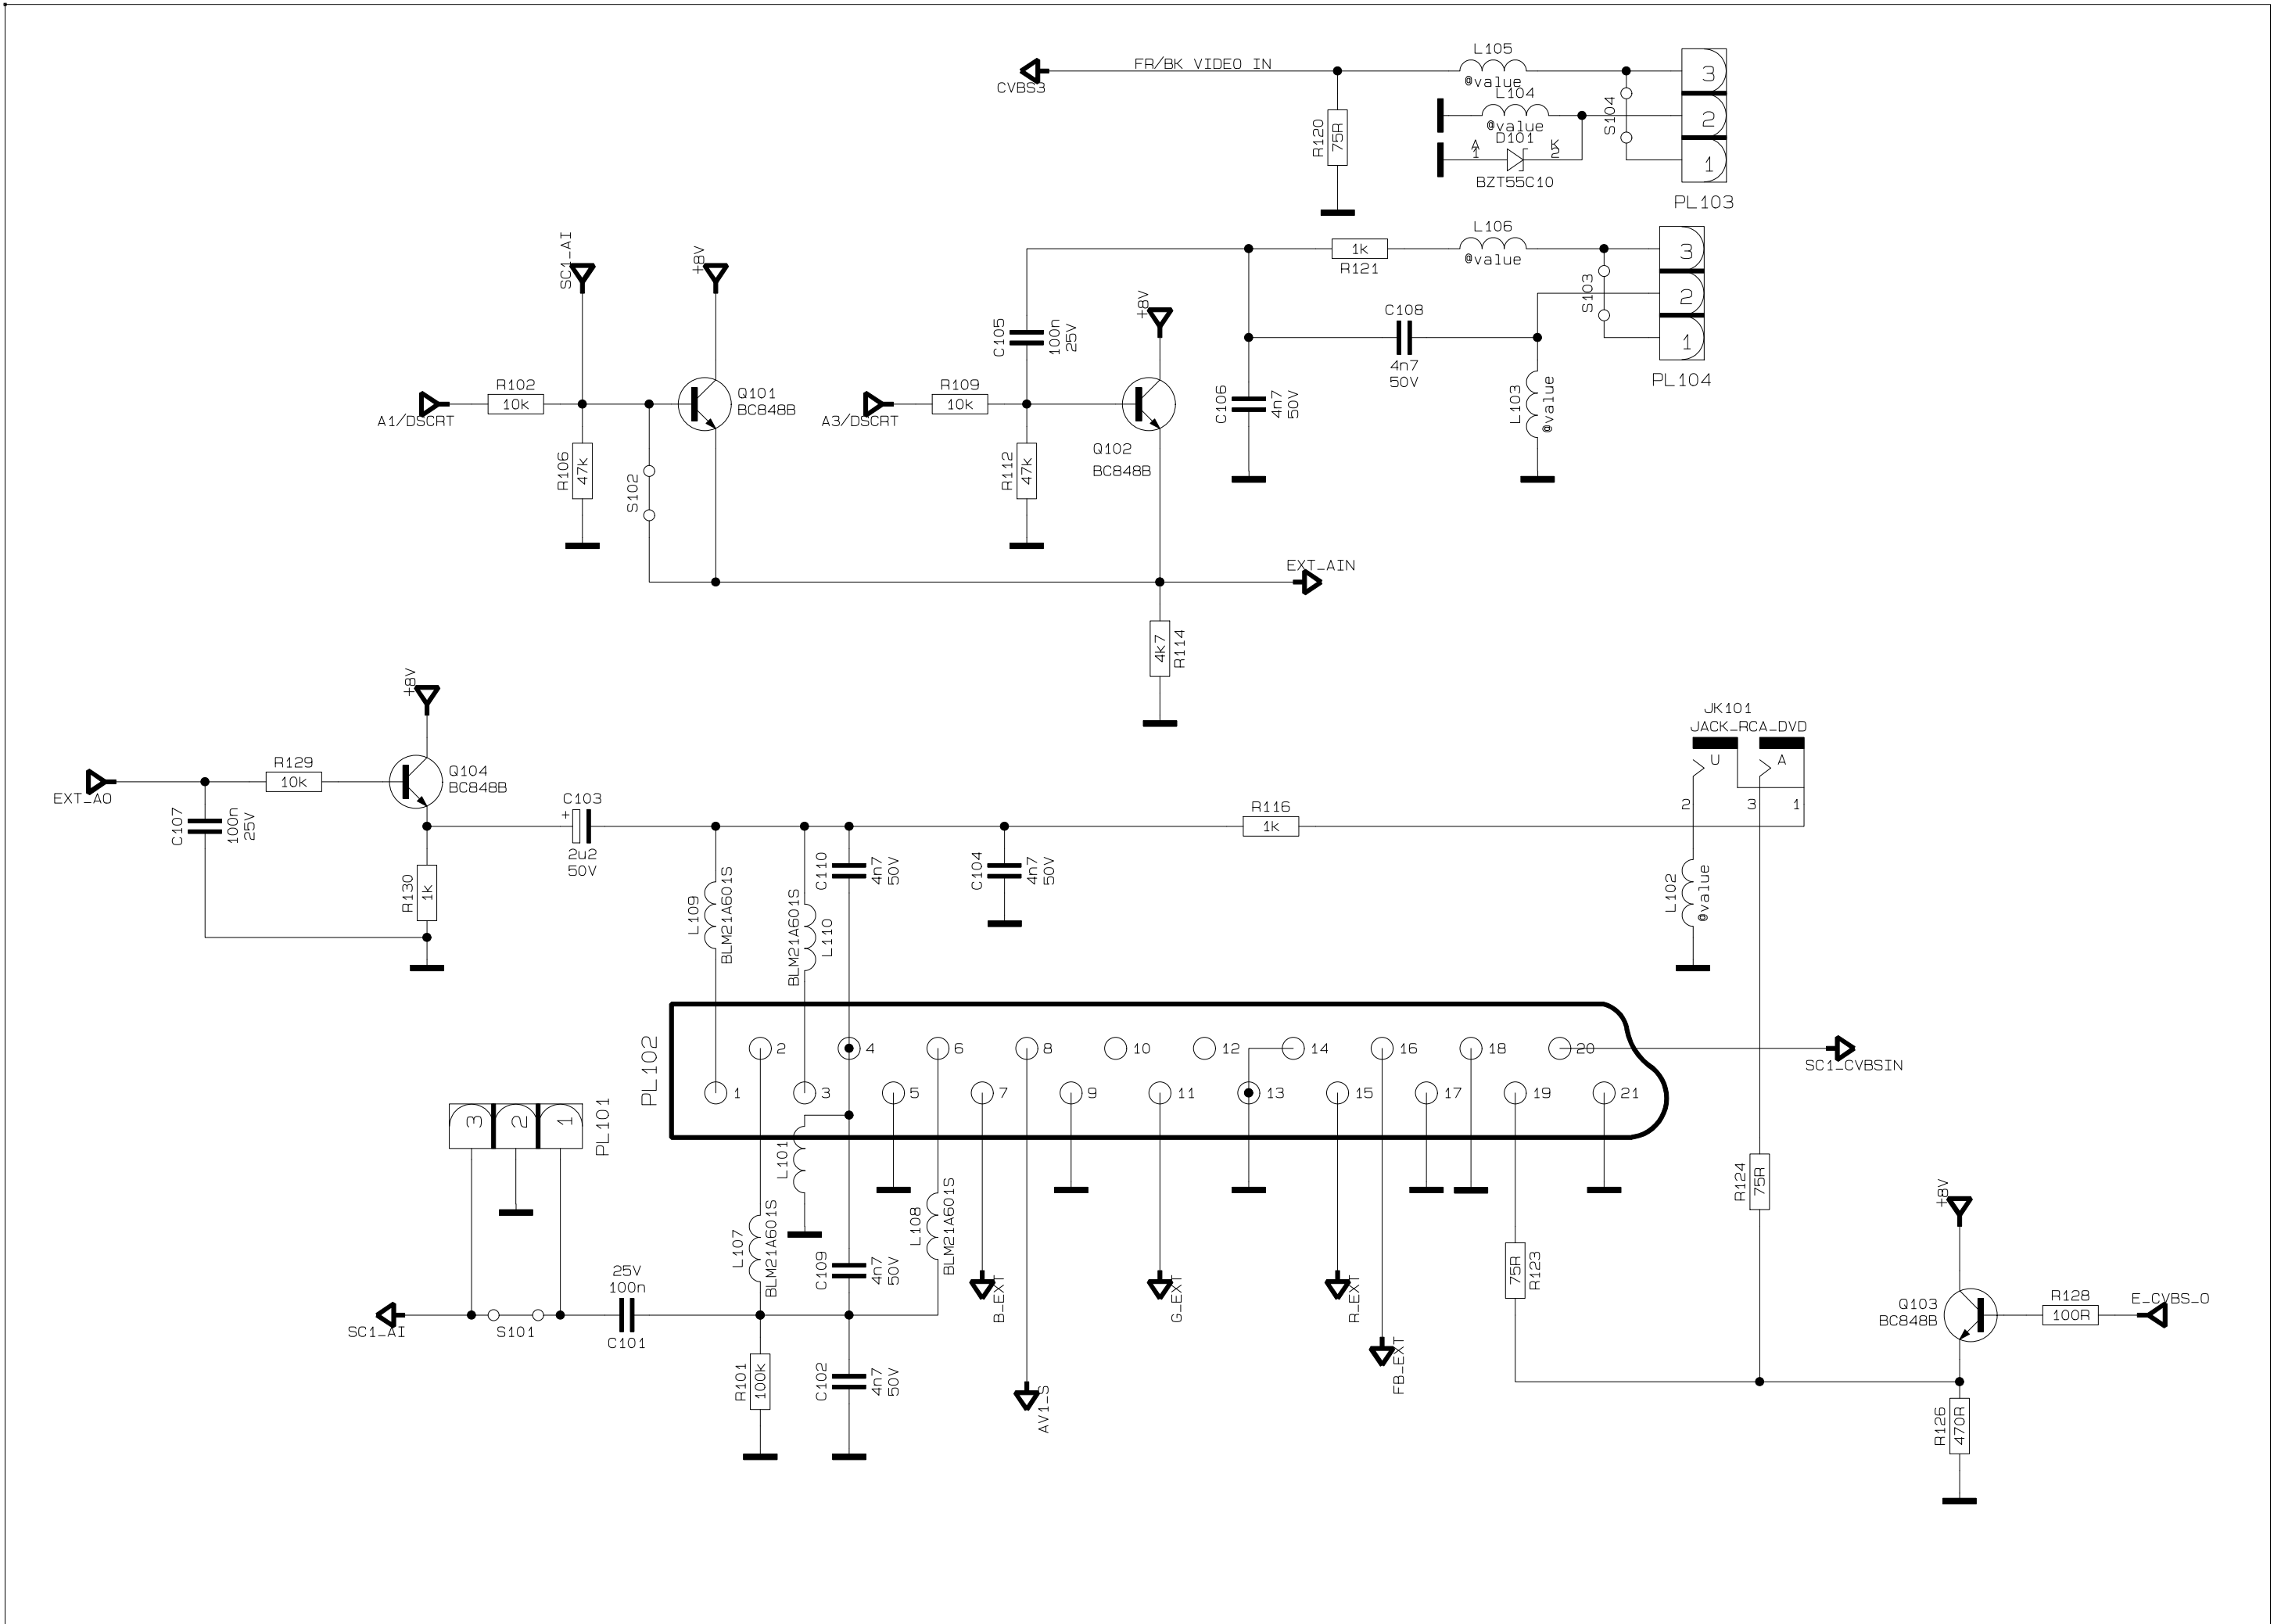 L105
FR/BK VIDEO IN
CVBS3
@value
L104
@value
D101
A
1
K
2
BZT55C10
R120
75R
S104
3
2
1
PL103
SC1_AI
+8V
L106
@value
1k
R121
S103
3
2
1
PL104
C105
100n
25V
+8V
C108
4n7
50V
R102
10k
A1/DSCRT
Q101
BC848B
R109
10k
A3/DSCRT
C106
4n7
50V
L103
@value
R106
47k
S102
R112
47k
Q102
BC848B
EXT_AIN
4k7
R114
+8V
JK101
JACK_RCA_DVD
U
A
2
3
1
R129
10k
EXT_AO
Q104
BC848B
C107
100n
25V
C103
+
2u2
50V
R116
1k
R130
1k
L109
BLM21A601S
BLM21A601S
L110
C110
4n7
50V
C104
4n7
50V
L102
@value
PL102
2
4
6
8
10
12
14
16
18
20
1
3
5
7
9
11
13
15
17
19
21
SC1_CVBSIN
3
2
1
PL101
L101
L107
BLM21A601S
L108
BLM21A601S
C109
4n7
50V
B_EXT
G_EXT
R_EXT
FB_EXT
AV1_S
75R
R123
R124
75R
+8V
Q103
BC848B
R128
100R
E_CVBS_O
25V
100n
C101
SC1_AI
S101
R101
100k
C102
4n7
50V
R126
470R